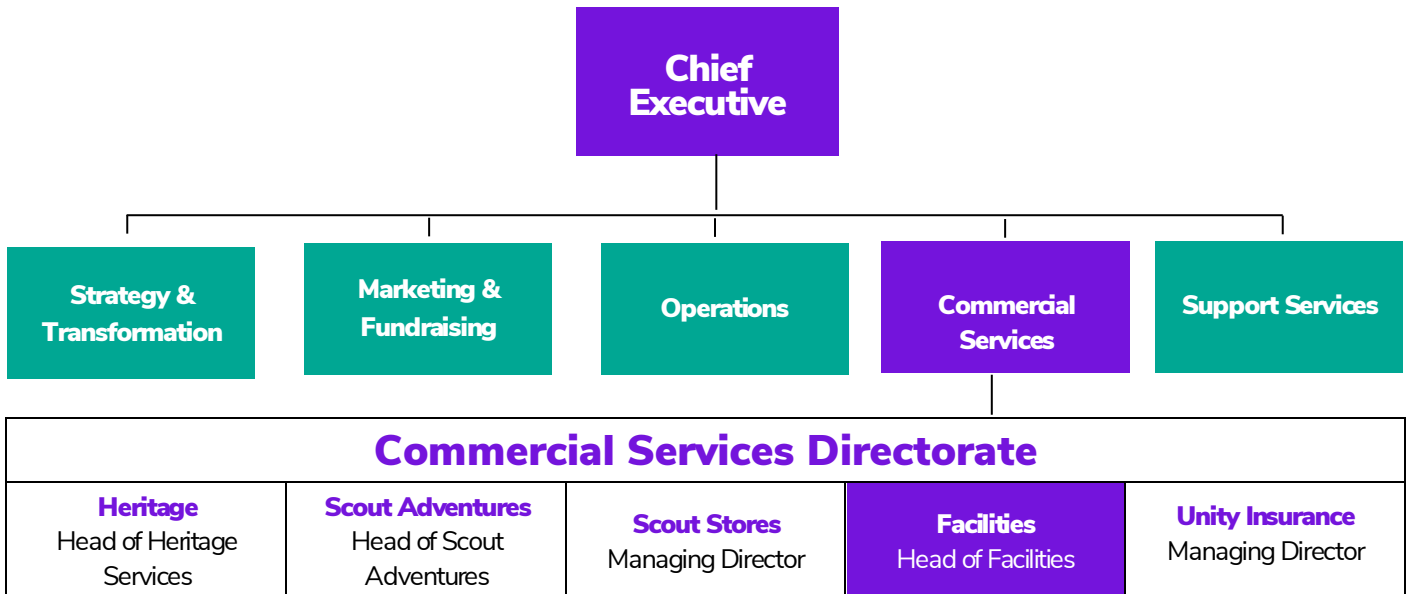 Chief
Executive
Strategy &
Transformation
Marketing &
Fundraising
Operations
Commercial
Services
Support Services
Commercial Services Directorate
Heritage
Head of Heritage
Services
Scout Adventures
Head of Scout
Adventures
Scout Stores
Managing Director
Facilities
Head of Facilities
Unity Insurance
Managing Director